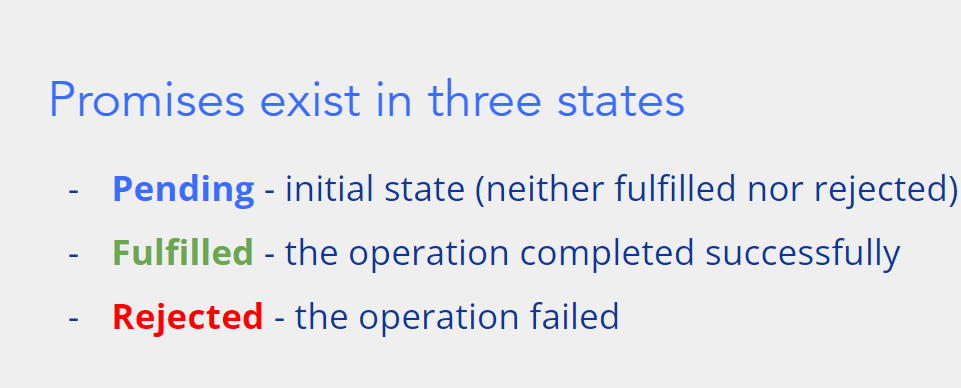 Promises exist in three states
- Pending - initial state (neither fulfilled nor rejected)
- Fulfilled - the operation completed successfully
- Rejected - the operation failed